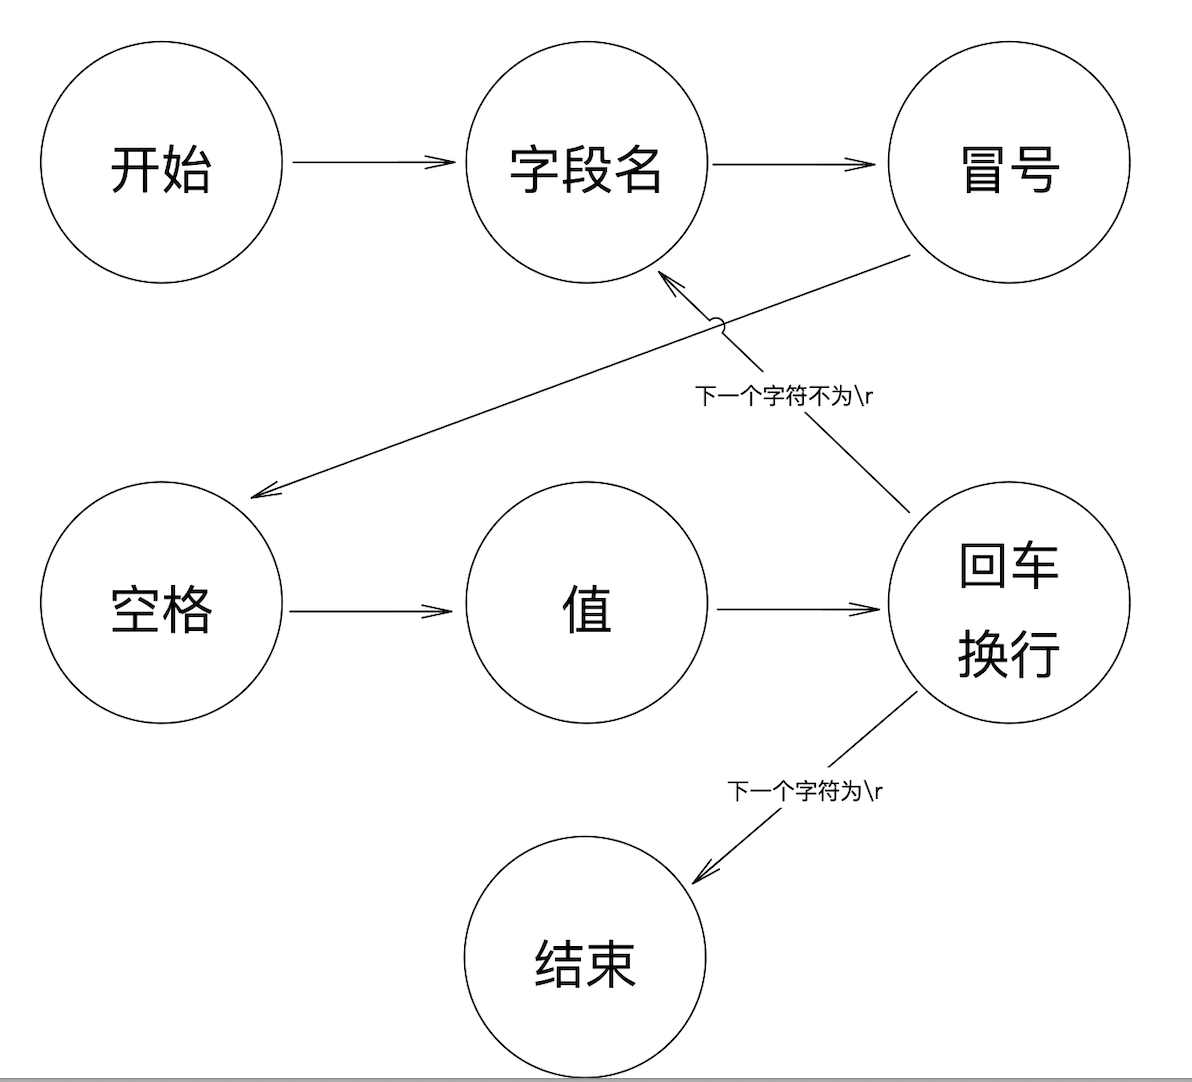 开始
字段名
冒号
下一个字符不为\r
空格
值
回车
换行
下一个字符为\r
结束